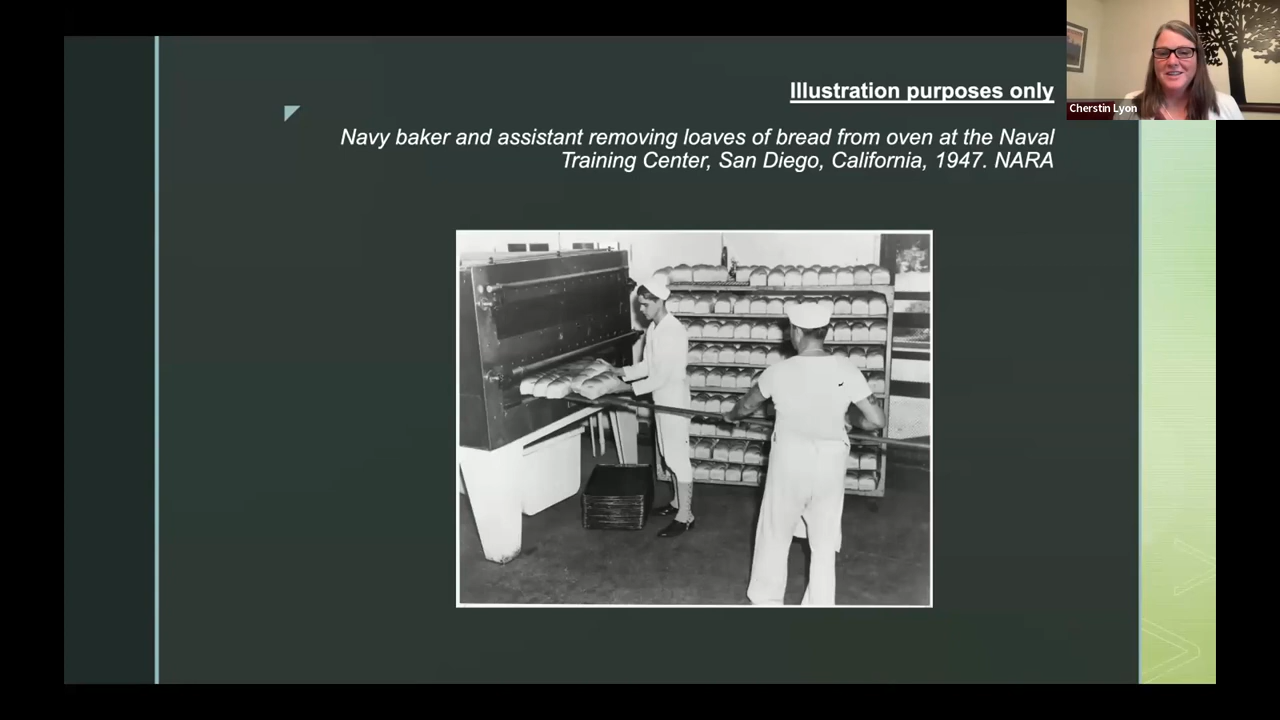 Illustration purposes only
Navy baker and assistant removing loaves of bread from oven at the Naval
Training Center, San Diego, California, 1947. NARA
Cherstin Lyon